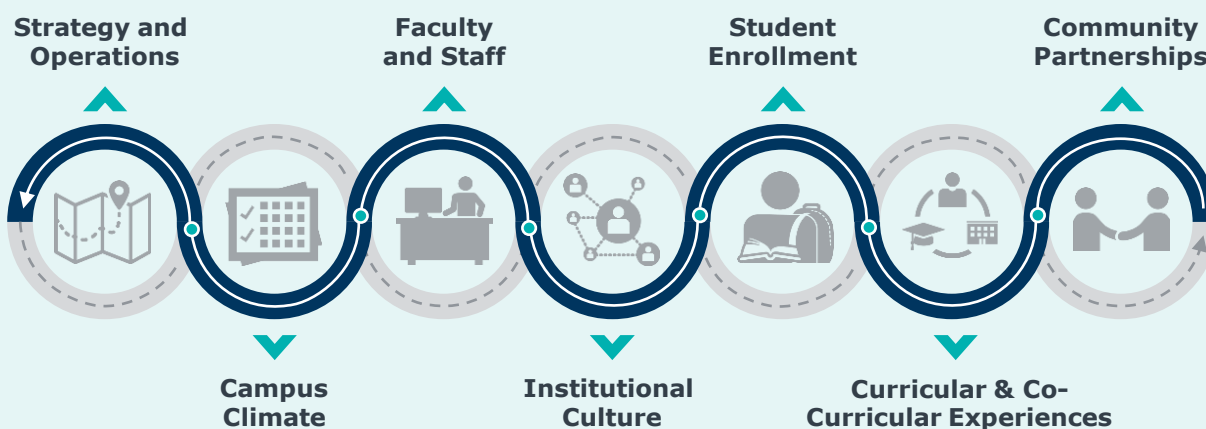 Strategy and
Operations
Faculty
and Staff
Student
Enrollment
Community
Partnerships
Campus
Climate
Institutional
Culture
Curricular & Co-
Curricular Experiences